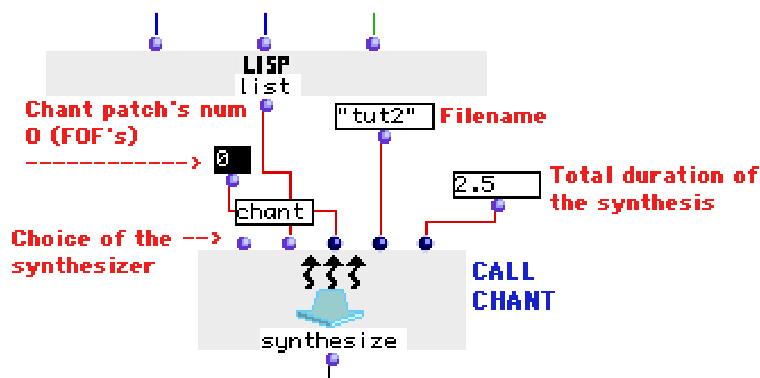 LISP
list
Chant patch's num
0 (FOF's)
------------>
0
"tut2"
Filename
2.5
Total duration of
the synthesis
chant
Choice of the -->
synthesizer
CALL
CHANT
synthesize